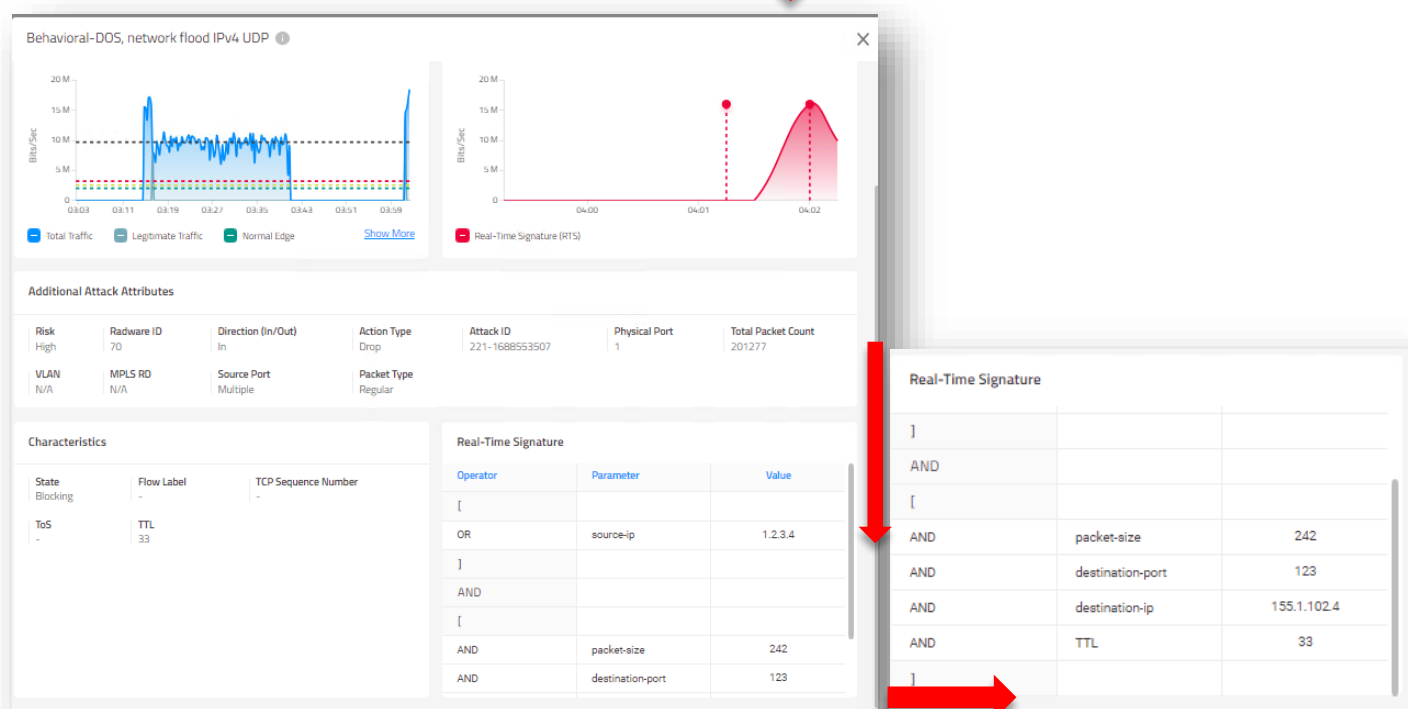 Behavioral-DOS, network flood IPv4 UDP
20 M
15 M
10 M
5 M
0
Bits/Sec
03:03 03:11 03:19 03:27 03:35 03:43 03:51 03:59
Total Traffic Legitimate Traffic Normal Edge Show More
20 M
15 M
10 M
5 M
0
Bits/Sec
04:00 04:01 04:02
Real-Time Signature (RTS)
Additional Attack Attributes
Risk Radware ID Direction (In/Out) Action Type Attack ID Physical Port Total Packet Count
High 70 In Drop 221-1688553507 1 201277
VLAN MPLS RD Source Port Packet Type
N/A N/A Multiple Regular
Characteristics
State Flow Label TCP Sequence Number
Blocking - -
ToS TTL
- 33
Real-Time Signature
Operator Parameter Value
[
OR source-ip 1.2.3.4
]
AND
[
AND packet-size 242
AND destination-port 123
Real-Time Signature
]
AND
[
AND packet-size 242
AND destination-port 123
AND destination-ip 155.1.102.4
AND TTL 33
]